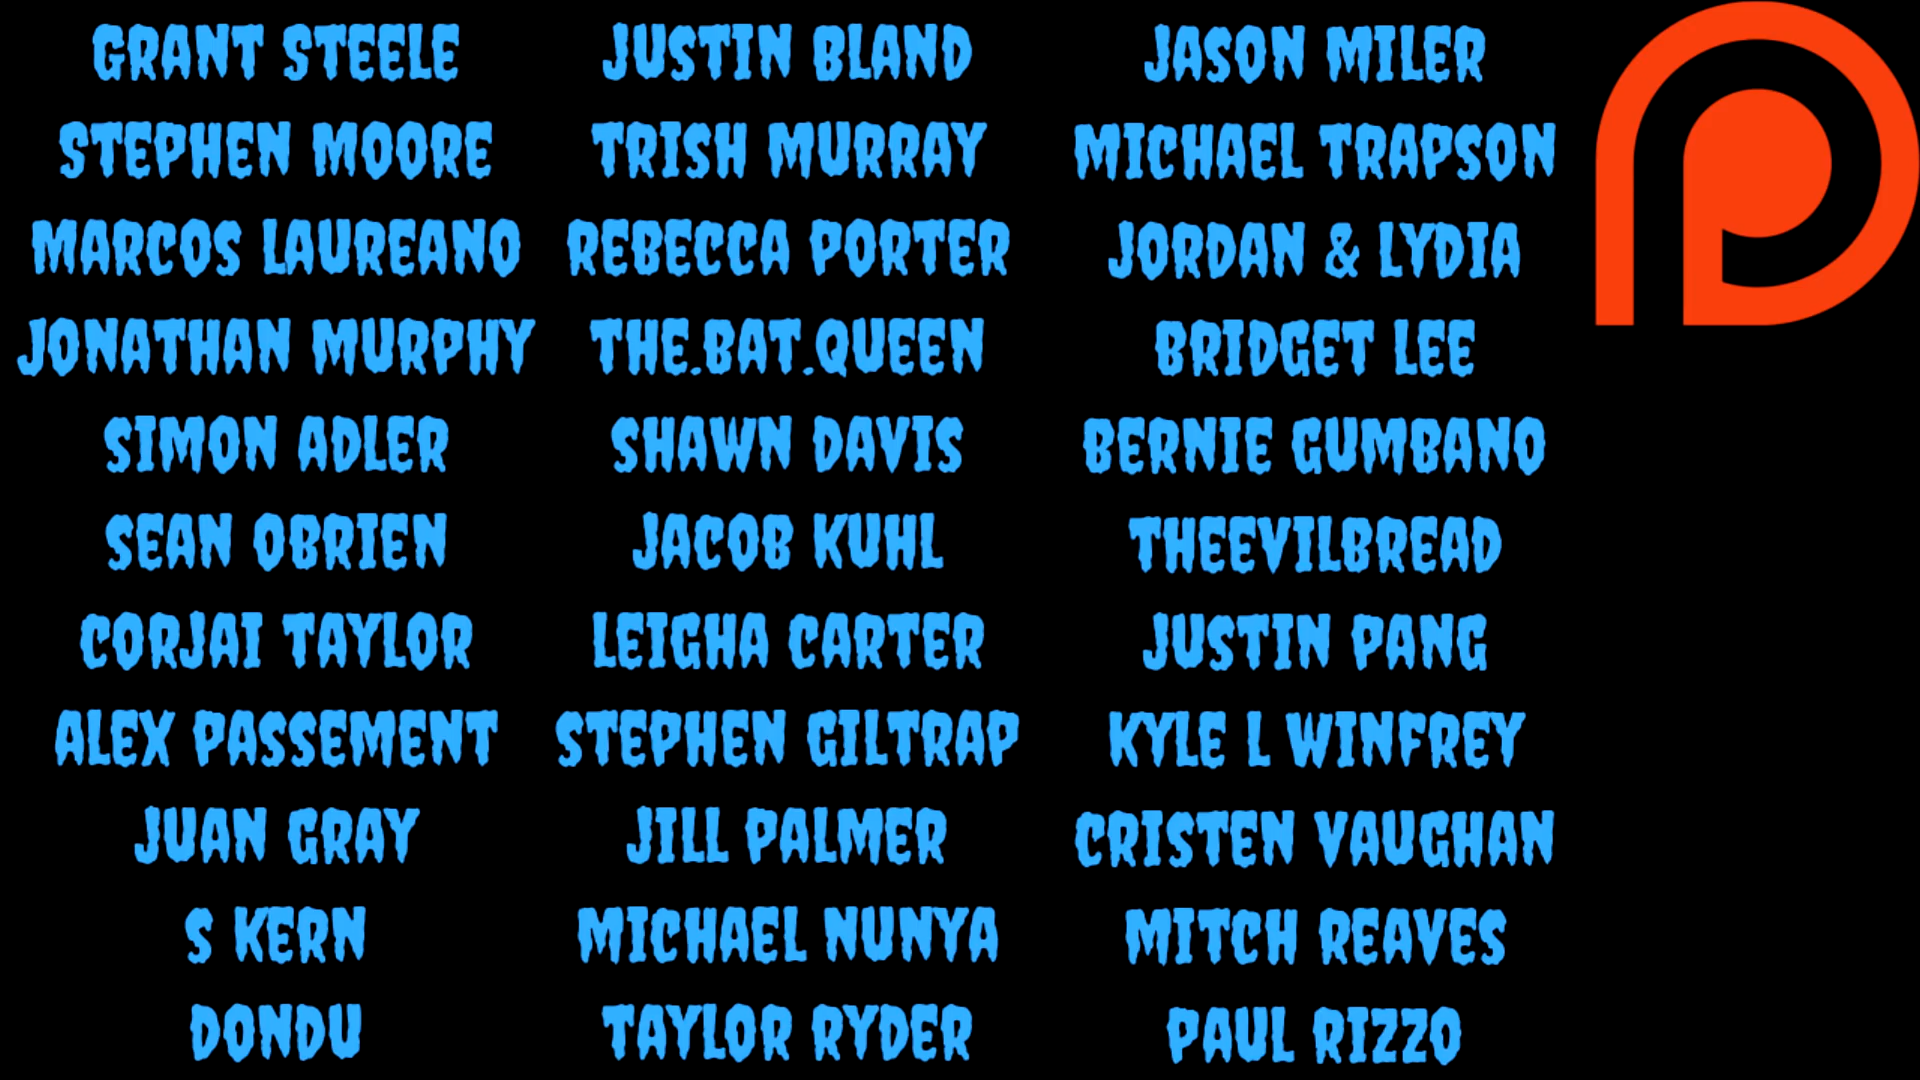 GRANT STEELE
STEPHEN MOORE
MARCOS LAUREANO
JONATHAN MURPHY
SIMON ADLER
SEAN OBRIEN
CORJAI TAYLOR
ALEX PASSEMENT
JUAN GRAY
S KERN
DONDU
JUSTIN BLAND
TRISH MURRAY
REBECCA PORTER
THE.BAT.QUEEN
SHAWN DAVIS
JACOB KUHL
LEIGHA CARTER
STEPHEN GILTRAP
JILL PALMER
MICHAEL NUNYA
TAYLOR RYDER
JASON MILER
MICHAEL TRAPSON
JORDAN & LYDIA
BRIDGET LEE
BERNIE GUMBANO
THEEVILBREAD
JUSTIN PANG
KYLE L WINFREY
CRISTEN VAUGHAN
MITCH REAVES
PAUL RIZZO